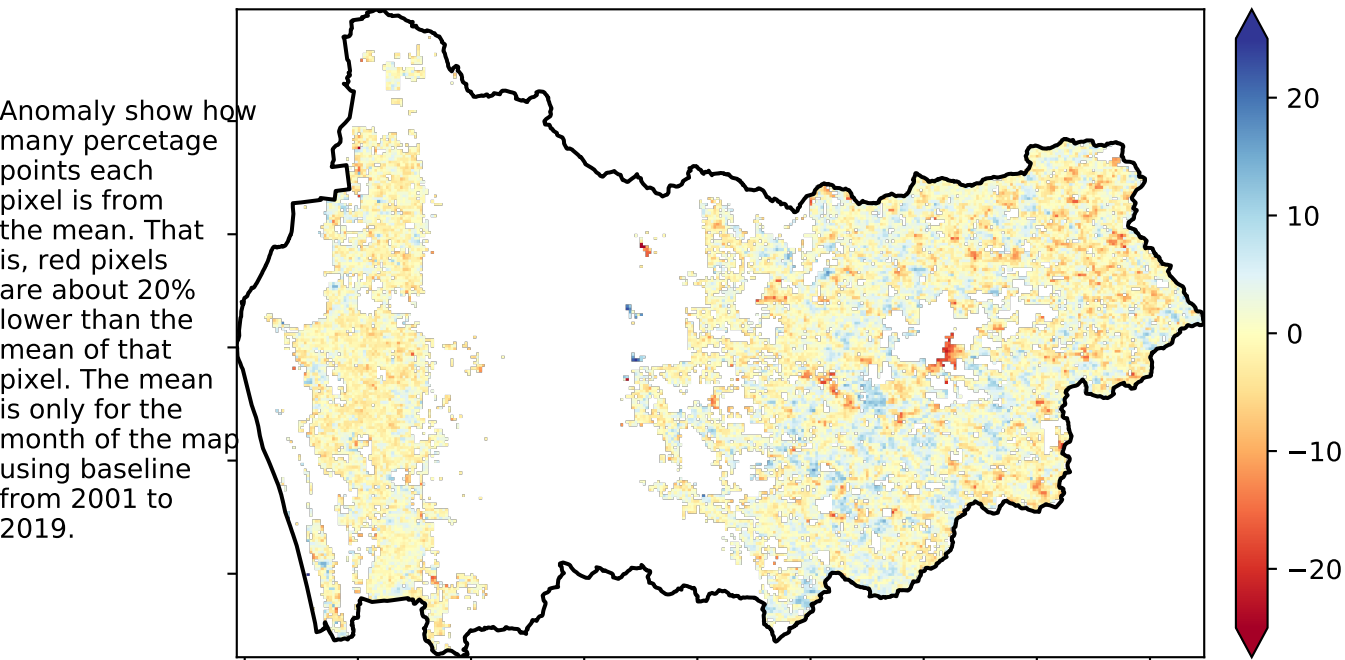 Anomaly show how
many percetage
points each
pixel is from
the mean. That
is, red pixels
are about 20%
lower than the
mean of that
pixel. The mean
is only for the
month of the map
using baseline
from 2001 to
2019.
20
10
0
−10
−20